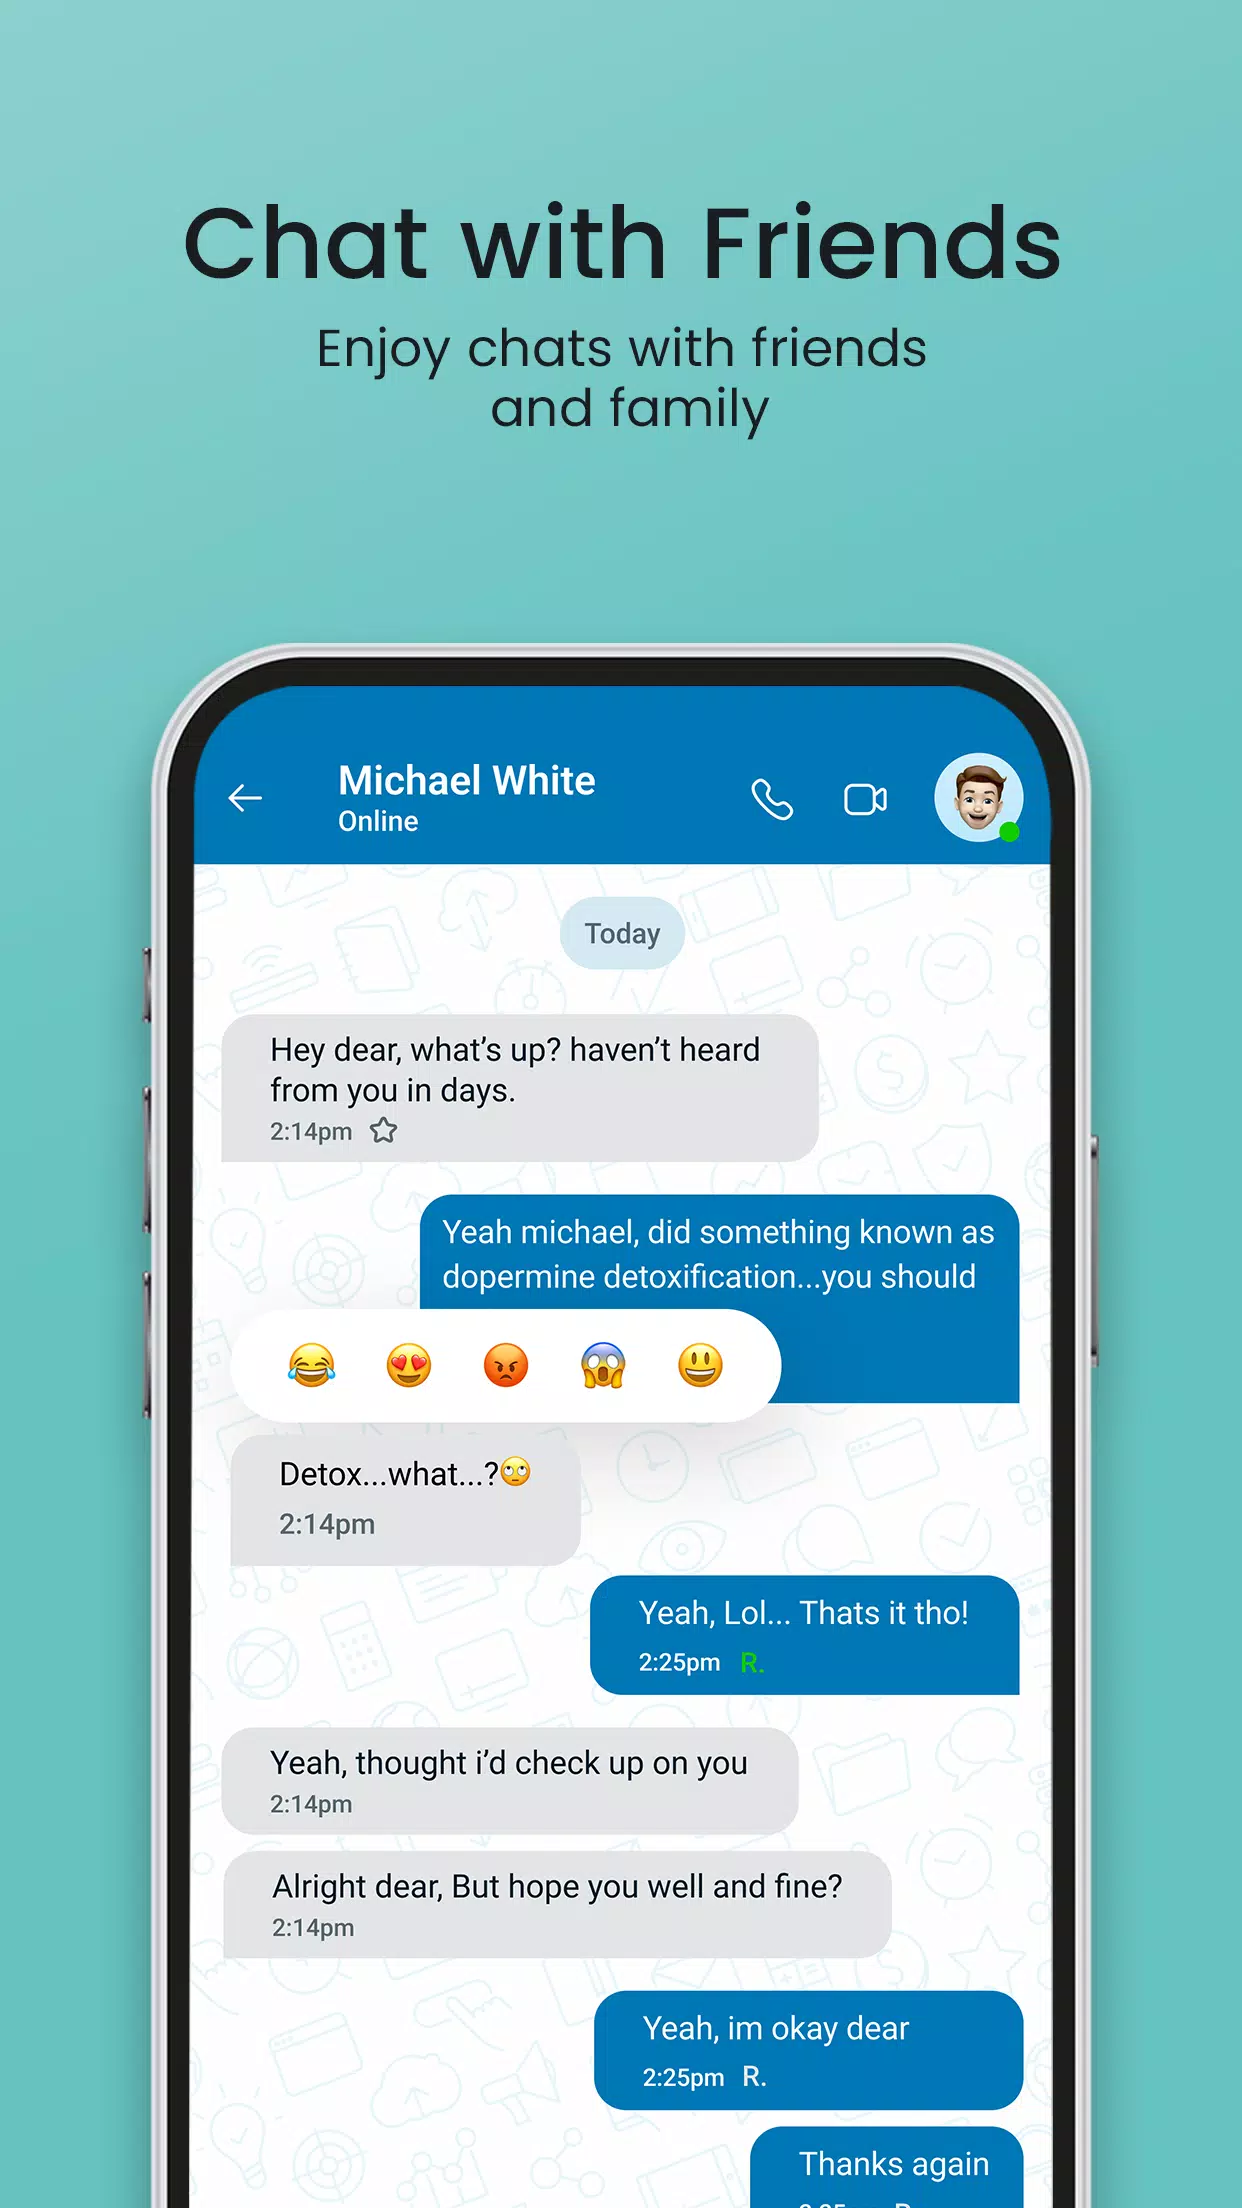 Chat with Friends
Enjoy chats with friends
and family
Michael White
Online
Today
Hey dear, what's up? haven't heard
from you in days.
2:14pm
Yeah michael, did something known as
dopermine detoxification...you should
Detox...what...?🙄
2:14pm
Yeah, Lol... Thats it tho!
2:25pm R.
Yeah, thought i'd check up on you
2:14pm
Alright dear, But hope you well and fine?
2:14pm
Yeah, im okay dear
2:25pm R.
Thanks again